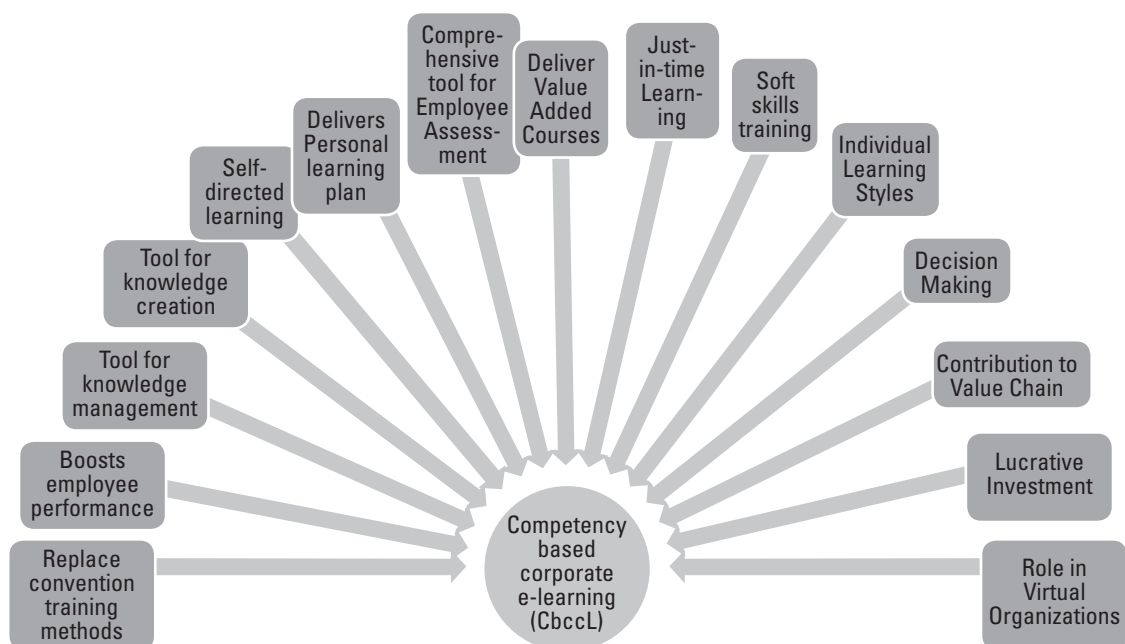 Replace
convention
training
methods
Boosts
employee
performance
Tool for
knowledge
management
Tool for
knowledge
creation
Self-
directed
learning
Delivers
Personal
learning
plan
Compre-
hensive
tool for
Employee
Assess-
ment
Deliver
Value
Added
Courses
Just-
in-time
Learn-
ing
Soft
skills
training
Individual
Learning
Styles
Decision
Making
Contribution to
Value Chain
Lucrative
Investment
Role in
Virtual
Organizations
Competency
based
corporate
e-learning
(CbccL)